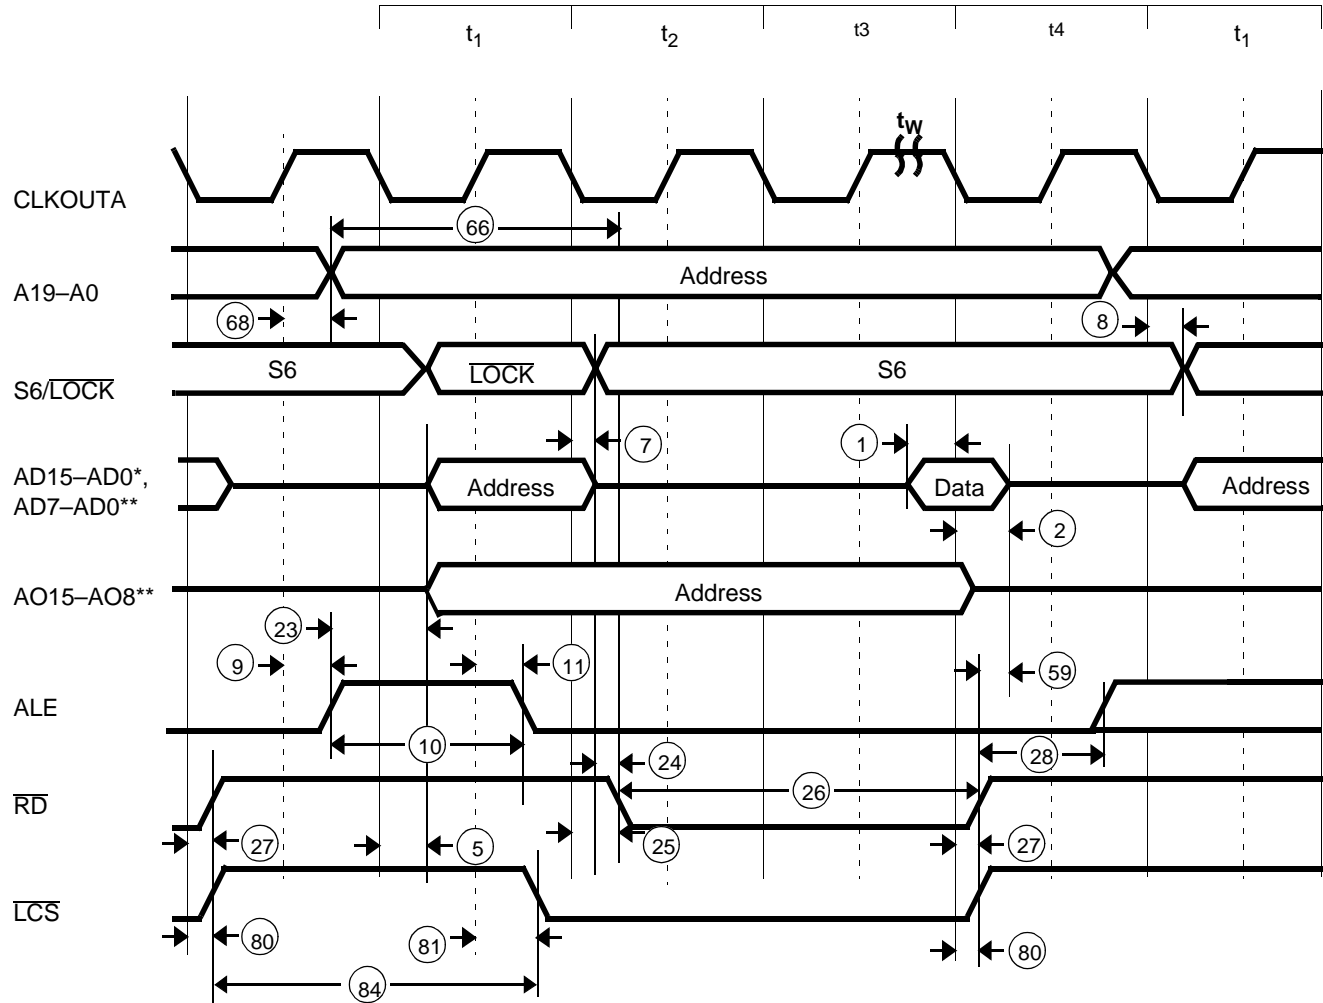 t1 t2 t3 t4 t1
tW
CLKOUTA
66
Address
A19–A0
68
8
S6 LOCK S6
S6/LOCK
7
1
AD15–AD0*,
AD7–AD0**
Address Data Address
2
AO15–AO8**
Address
23
9
11
59
ALE
10
24
28
26
RD
27
5
25
27
LCS
80
81
80
84